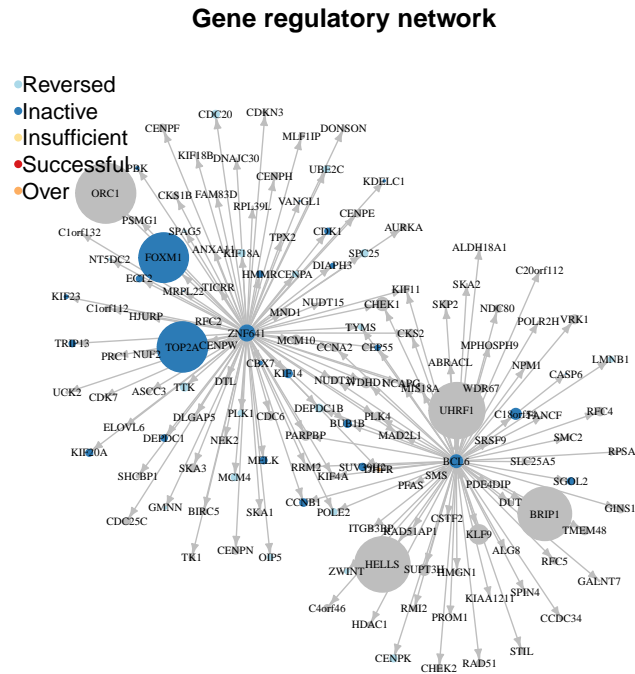 Gene regulatory network
Reversed
Inactive
Insufficient
Successful
Over
CDC20
CDKN3
CENPF
MLF1IP
DONSON
KIF18B
DNAJC30
PBK
UBE2C
CENPH
KDELC1
ORC1
CKS1B
FAM83D
RPL39L
VANGL1
PSMG1
CENPE
C1orf132
SPAG5
TPX2
CDK1
AURKA
ANXA11
KIF18A
SPC25
ALDH18A1
NT5DC2
FOXM1
DIAPH3
C20orf112
ECT2
TICRR
HMMR
CENPA
MRPL22
KIF11
SKA2
KIF23
NUDT15
CHEK1
SKP2
NDC80
C1orf112
HJURP
RFC2
MND1
VRK1
POLR2H
TYMS
ZNF641
CKS2
TRIP13
TOP2A
CENPW
MCM10
CCNA2
CEP55
MPHOSPH9
PRC1
NUF2
ABRACL
NPM1
LMNB1
CBX7
KIF14
CASP6
UCK2
CDK7
ASCC3
TTK
DTL
WDHD1
NCAPG
MIS18A
WDR67
UHRF1
ELOVL6
DLGAP5
PLK1
CDC6
DEPDC1B
BUB1B
PLK4
FANCF
RFC4
KIF20A
DEPDC1
NEK2
PARPBP
MAD2L1
SRSF9
SMC2
RPSA
SHCBP1
SKA3
MELK
RRM2
DHFR
BCL6
SLC25A5
MCM4
KIF4A
SMS
PDE4DIP
SGOL2
GMNN
CCNB1
PFAS
DUT
GINS1
CDC25C
BIRC5
SKA1
POLE2
CSTF2
BRIP1
ITGB3BP
RAD51AP1
TMEM48
KLF9
ALG8
TK1
CENPN
OIP5
HELLS
RFC5
ZWINT
SUPT3H
HMGN1
GALNT7
C4orf46
KIAA1211
SPIN4
RMI2
HDAC1
PROM1
CCDC34
CENPK
CHEK2
RAD51
STIL